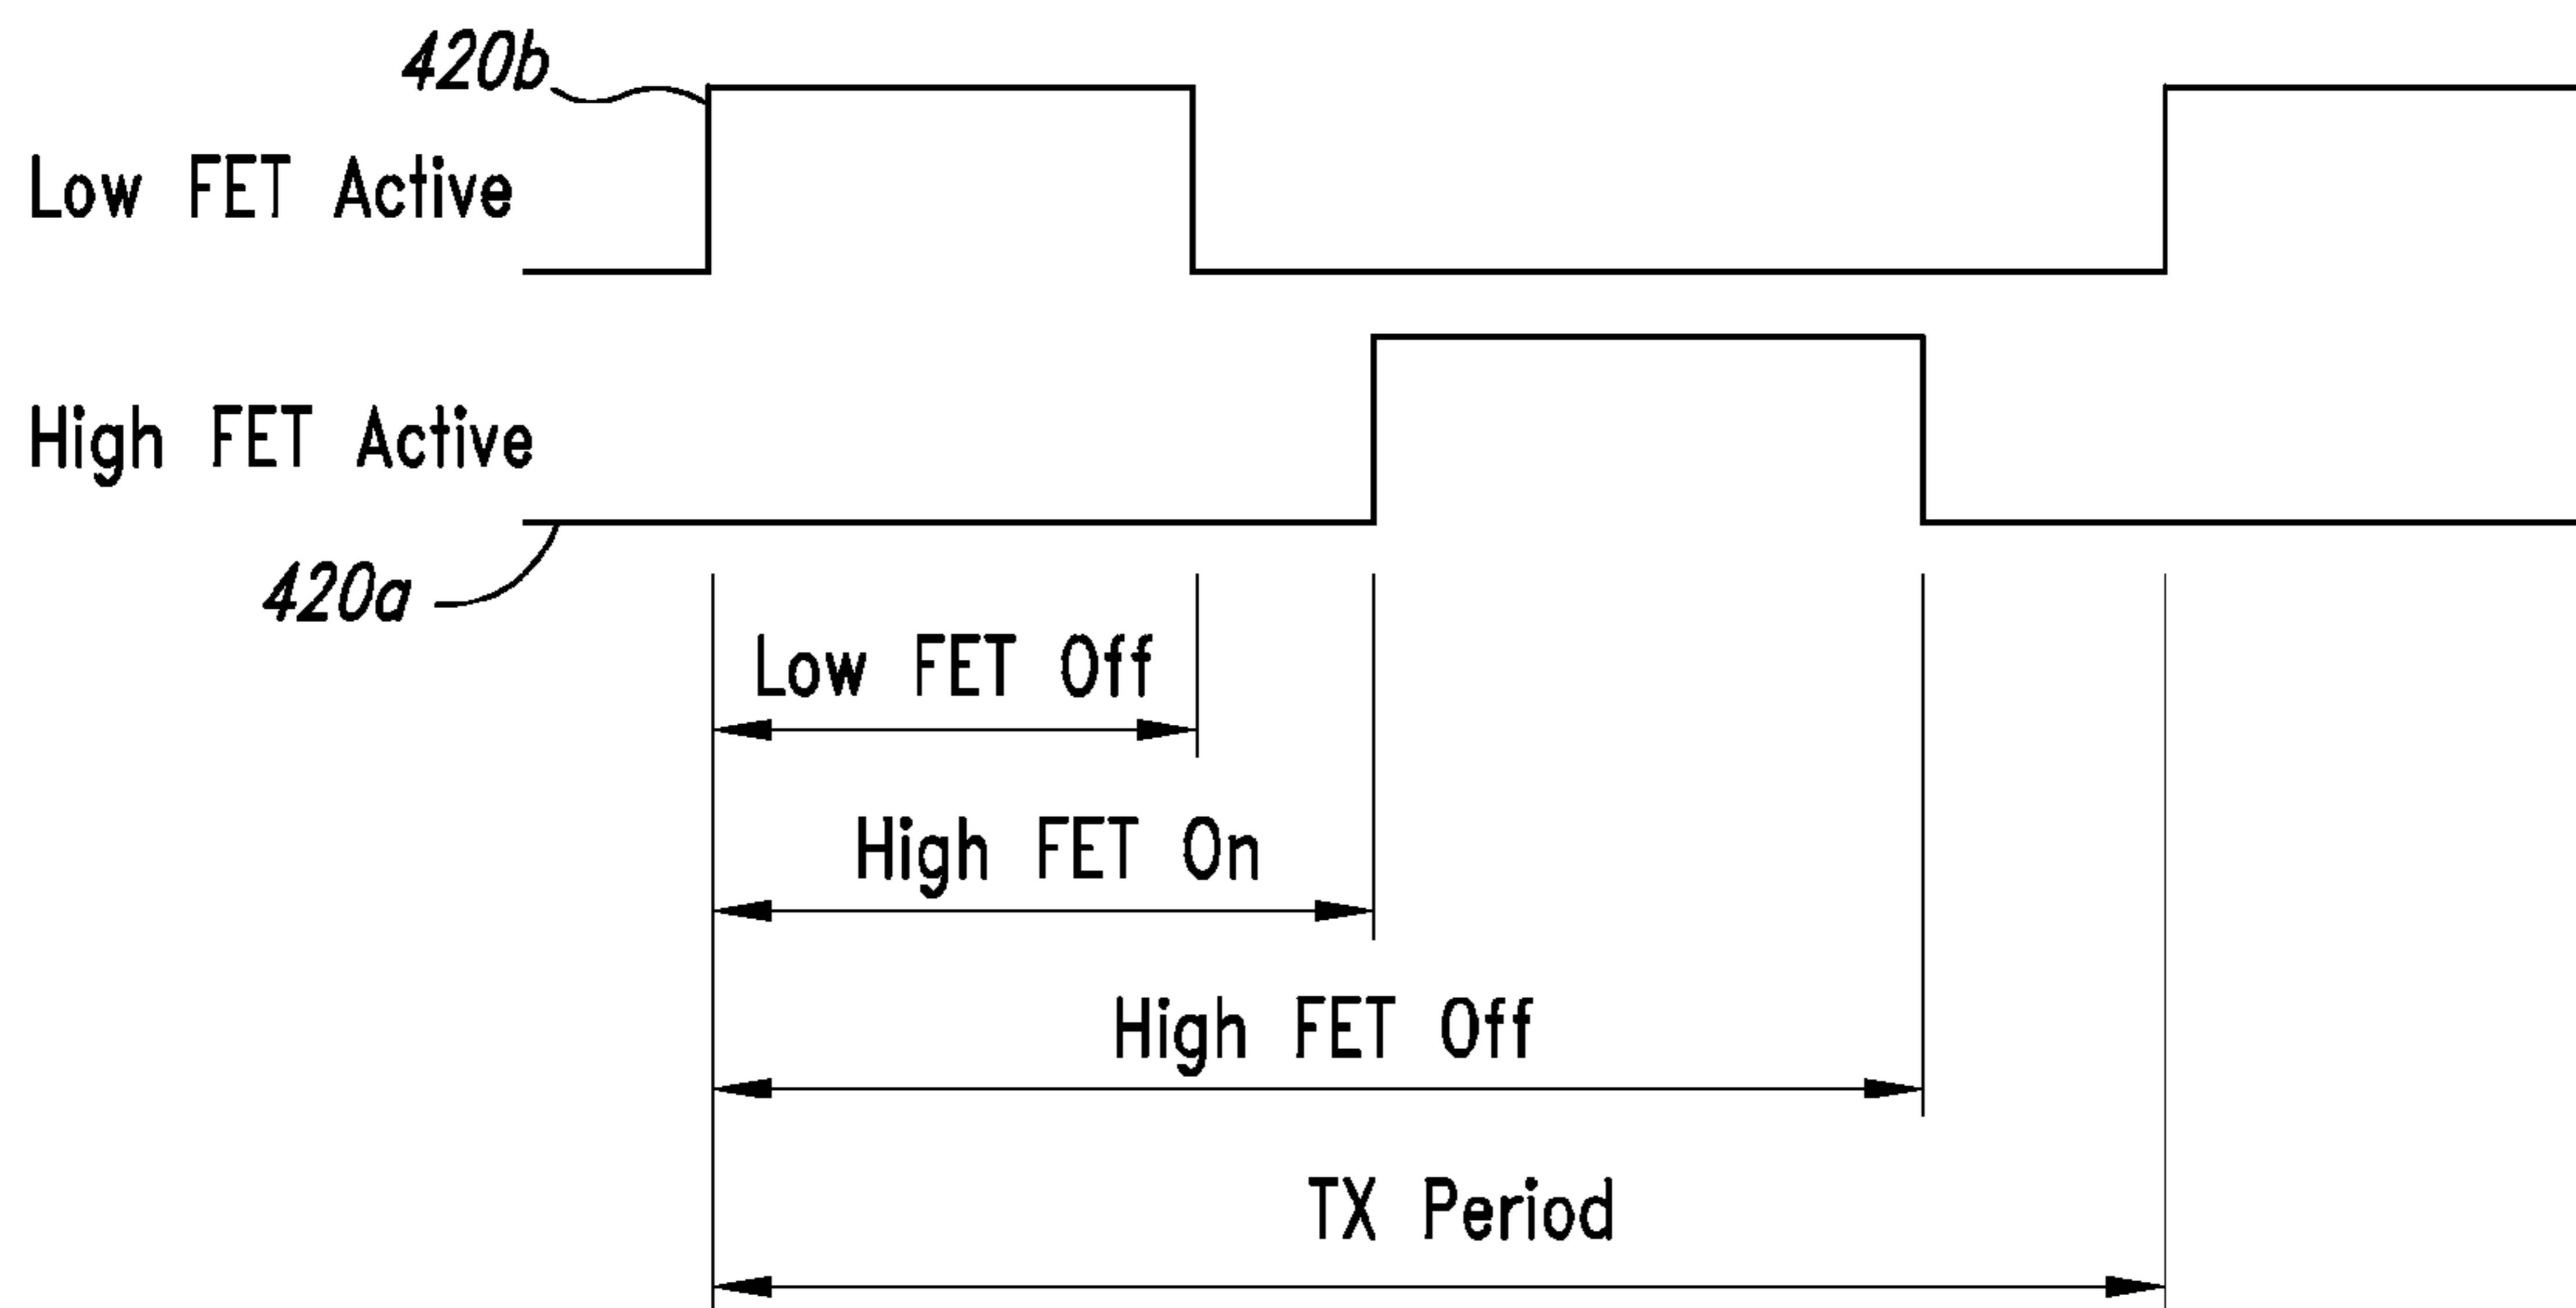 420b
Low FET Active
High FET Active
420a
Low FET Off
High FET On
High FET Off
TX Period